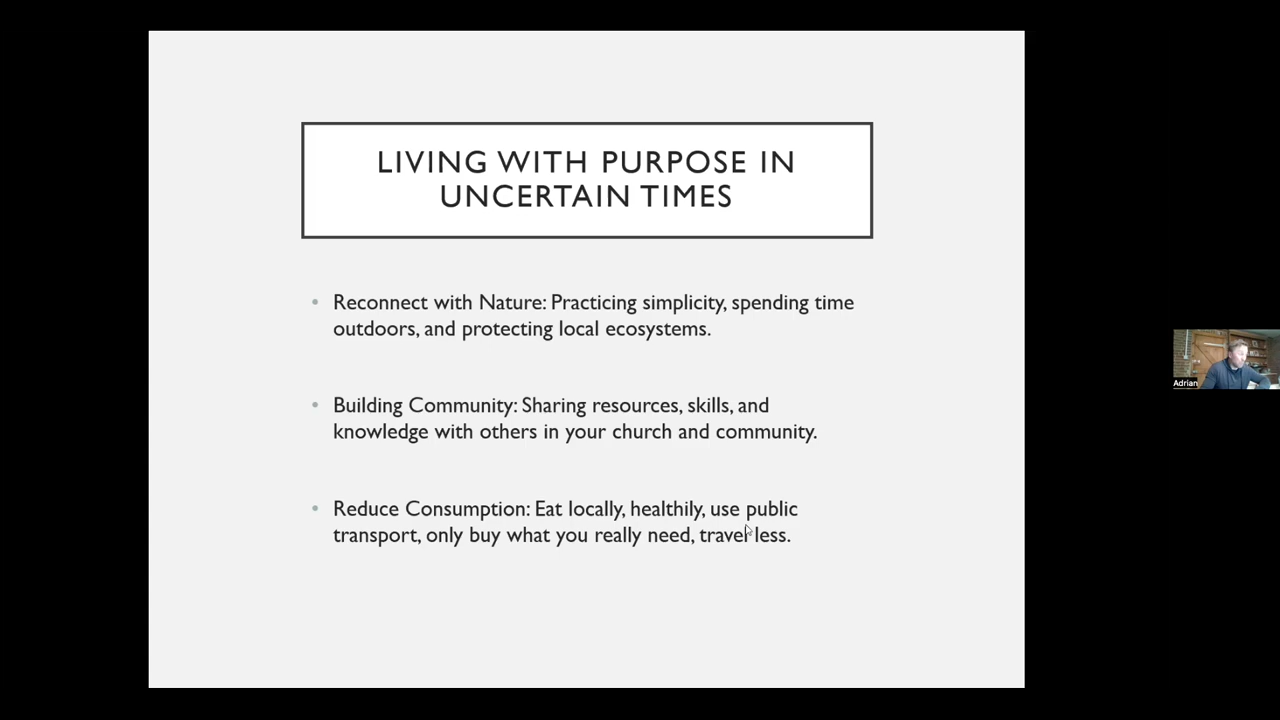 LIVING WITH PURPOSE IN
UNCERTAIN TIMES
• Reconnect with Nature: Practicing simplicity, spending time
outdoors, and protecting local ecosystems.
• Building Community: Sharing resources, skills, and
knowledge with others in your church and community.
• Reduce Consumption: Eat locally, healthily, use public
transport, only buy what you really need, travel less.
Adrian